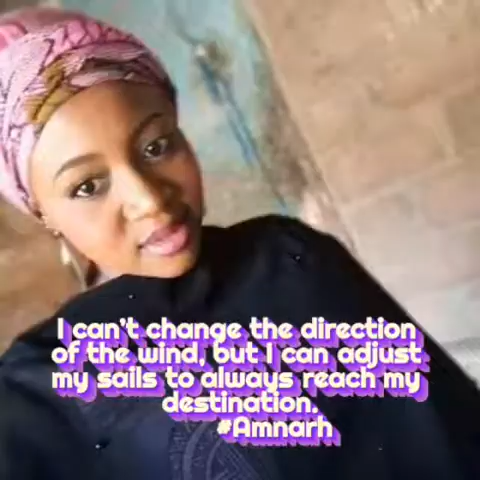 I can't change the direction
of the wind, but I can adjust
my sails to always reach my
destination.
#Amnarh